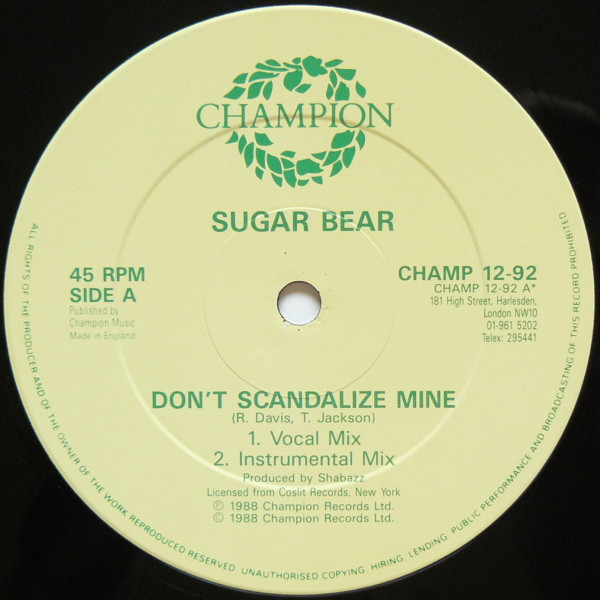 CHAMPION
SUGAR BEAR
45 RPM
SIDE A
Published by
Champion Music
Made in England
CHAMP 12-92
CHAMP 12-92 A*
181 High Street, Harlesden,
London NW10
01-961 5202
Telex: 295441
DON'T SCANDALIZE MINE
(R. Davis, T. Jackson)
1. Vocal Mix
2. Instrumental Mix
Produced by Shabazz
Licensed from Coslit Records, New York
℗ 1988 Champion Records Ltd.
© 1988 Champion Records Ltd.
ALL RIGHTS OF THE PRODUCER AND OF THE OWNER OF THE WORK REPRODUCED RESERVED. UNAUTHORISED COPYING, HIRING, LENDING, PUBLIC PERFORMANCE AND BROADCASTING OF THIS RECORD PROHIBITED